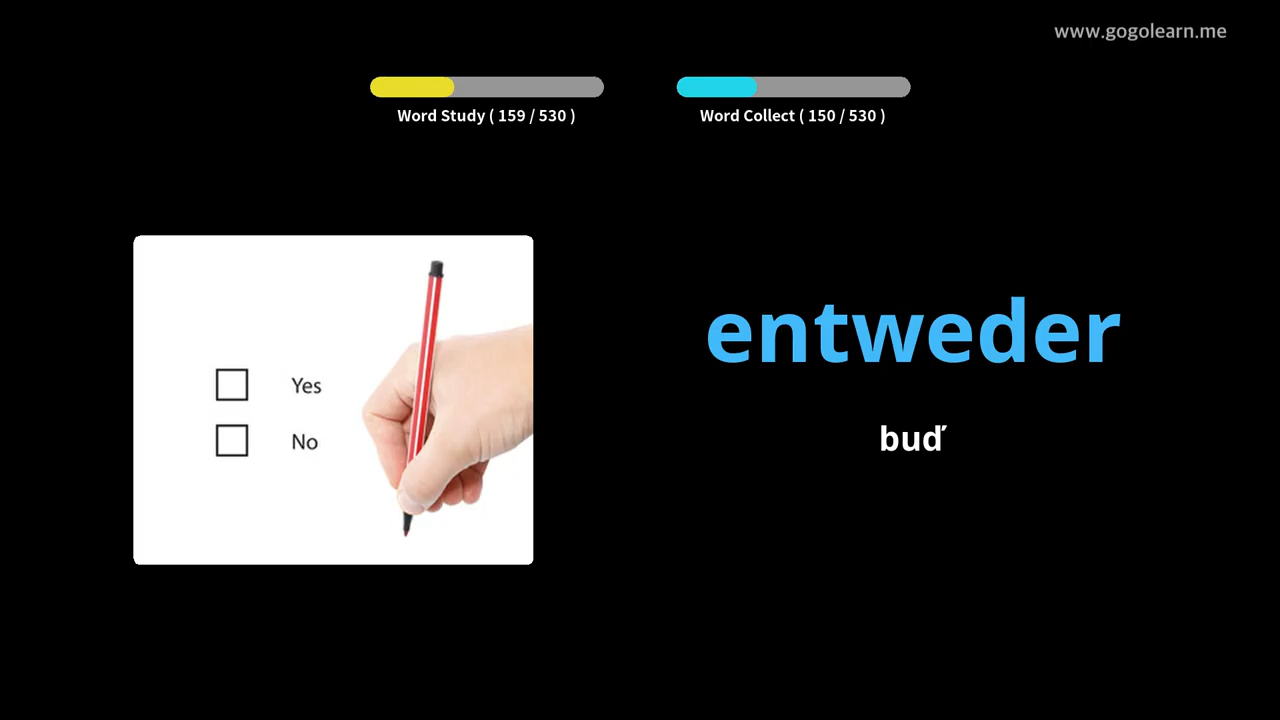 www.gogolearn.me
Word Study ( 159 / 530 )
Word Collect ( 150 / 530 )
Yes
No
entweder
buď